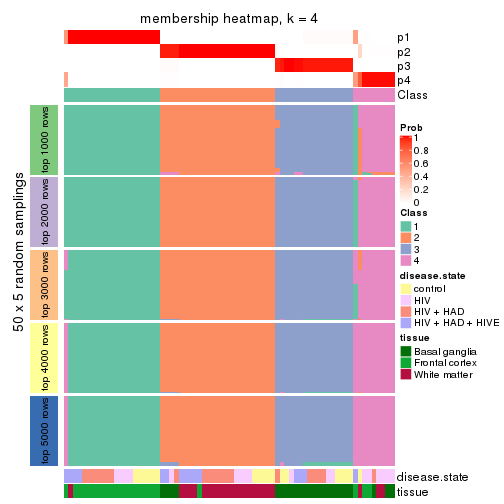 membership heatmap, k = 4
p1
p2
p3
p4
Class
50 x 5 random samplings
top 1000 rows
top 2000 rows
top 3000 rows
top 4000 rows
top 5000 rows
disease.state
tissue
Prob
1
0.8
0.6
0.4
0.2
0
Class
1
2
3
4
disease.state
control
HIV
HIV + HAD
HIV + HAD + HIVE
tissue
Basal ganglia
Frontal cortex
White matter